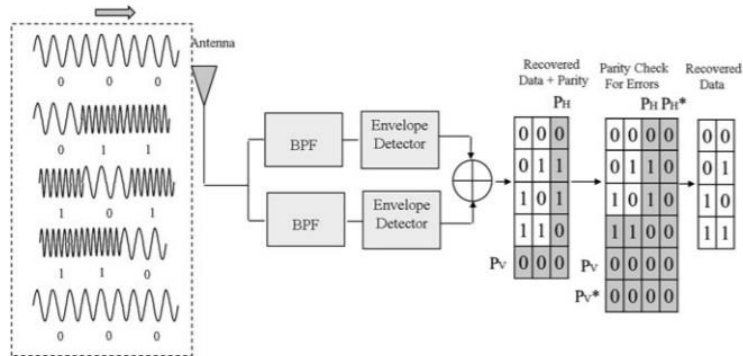 Antenna
0 0 0
0 1 1
1 0 1
1 1 0
0 0 0
BPF
Envelope
Detector
BPF
Envelope
Detector
Recovered
Data + Parity
PH
0 0 0
0 1 1
1 0 1
1 1 0
PV 0 0 0
Parity Check
For Errors
PH PH*
0 0 0 0
0 1 1 0
1 0 1 0
1 1 0 0
PV 0 0 0 0
PV* 0 0 0 0
Recovered
Data
0 0
0 1
1 0
1 1